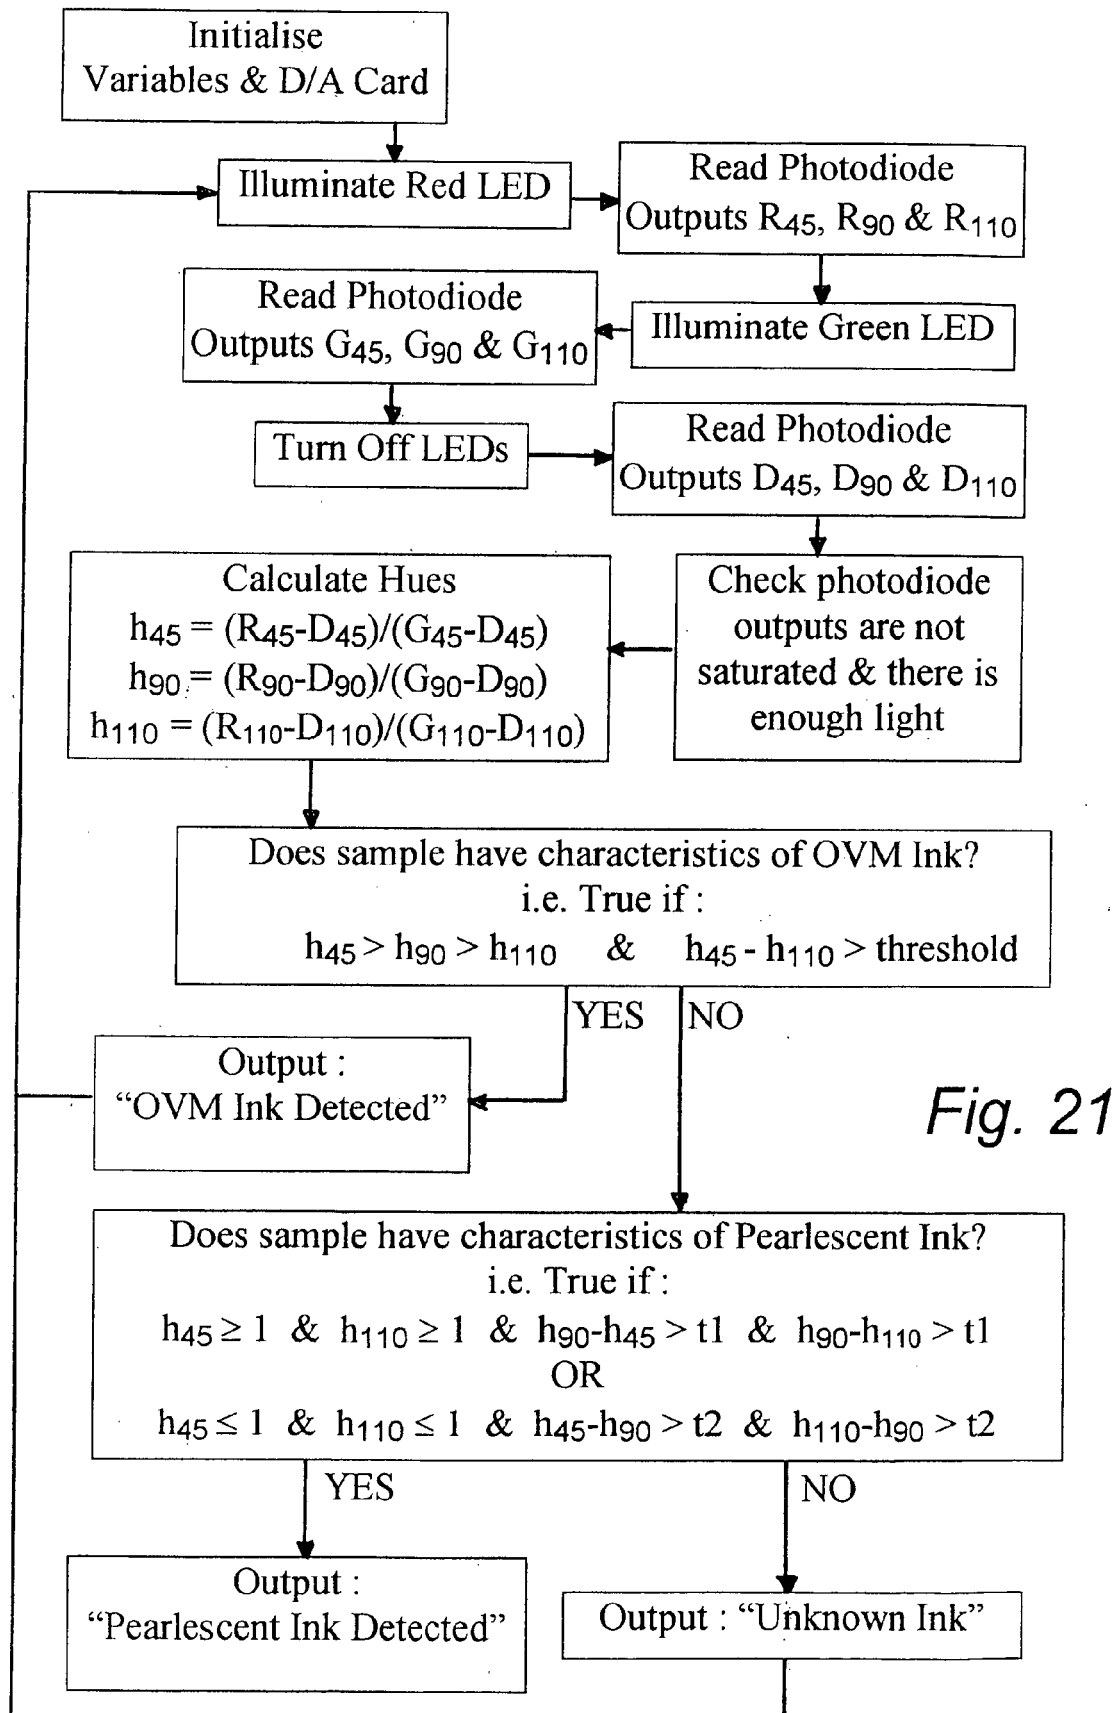 Initialise
Variables & D/A Card
Illuminate Red LED
Read Photodiode
Outputs R45, R90 & R110
Illuminate Green LED
Read Photodiode
Outputs G45, G90 & G110
Turn Off LEDs
Read Photodiode
Outputs D45, D90 & D110
Check photodiode
outputs are not
saturated & there is
enough light
Calculate Hues
h45 = (R45-D45)/(G45-D45)
h90 = (R90-D90)/(G90-D90)
h110 = (R110-D110)/(G110-D110)
Does sample have characteristics of OVM Ink?
i.e. True if :
h45 > h90 > h110 & h45 - h110 > threshold
YES
NO
Output :
“OVM Ink Detected”
Fig. 21
Does sample have characteristics of Pearlescent Ink?
i.e. True if :
h45 ≥ 1 & h110 ≥ 1 & h90-h45 > t1 & h90-h110 > t1
OR
h45 ≤ 1 & h110 ≤ 1 & h45-h90 > t2 & h110-h90 > t2
YES
NO
Output :
“Pearlescent Ink Detected”
Output : “Unknown Ink”